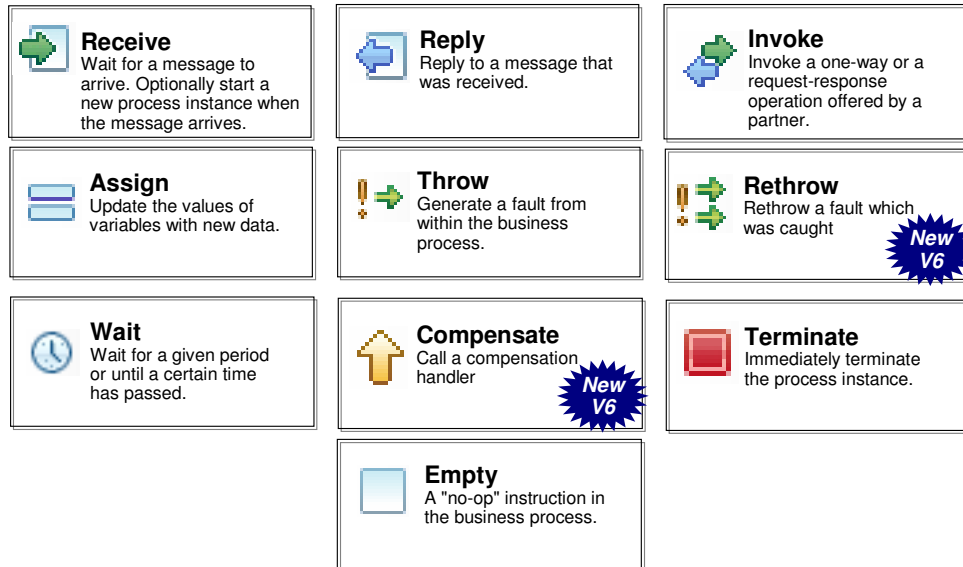 Receive
Wait for a message to
arrive. Optionally start a
new process instance when
the message arrives.
Reply
Reply to a message that
was received.
Invoke
Invoke a one-way or a
request-response
operation offered by a
partner.
Assign
Update the values of
variables with new data.
Throw
Generate a fault from
within the business
process.
Rethrow
Rethrow a fault which
was caught
New
V6
Wait
Wait for a given period
or until a certain time
has passed.
Compensate
Call a compensation
handler
New
V6
Terminate
Immediately terminate
the process instance.
Empty
A "no-op" instruction in
the business process.